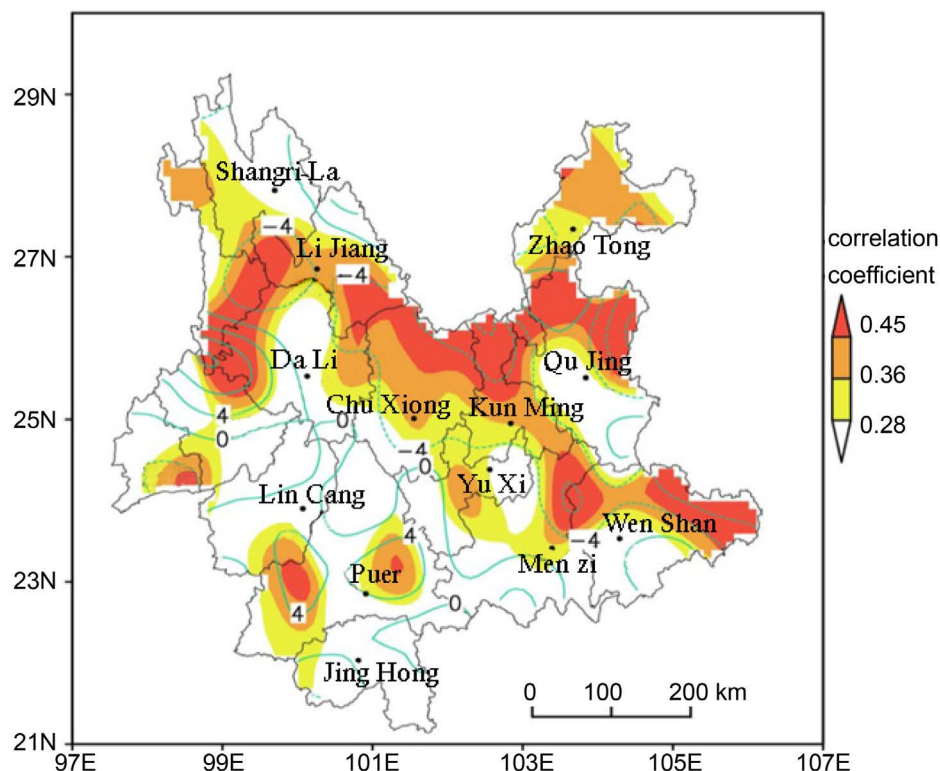 29N
Shangri-La
-4
27N
Li Jiang
Zhao Tong
-4
correlation
coefficient
0.45
Da Li
Qu Jing
0.36
25N
4
Chu Xiong
0
Kun Ming
0.28
0
-4
0
Yu Xi
Lin Cang
4
-4
Wen Shan
Men zi
23N
Puer
4
0
Jing Hong
0 100 200 km
21N
97E 99E 101E 103E 105E 107E